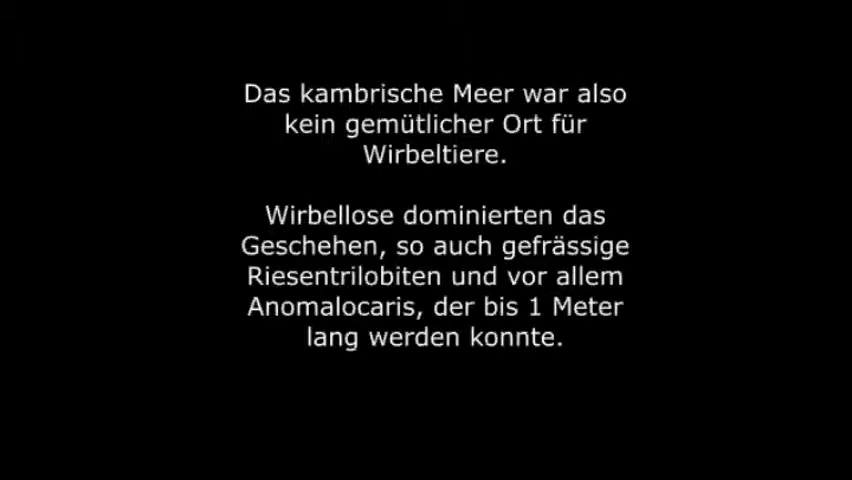 Das kambrische Meer war also
kein gemütlicher Ort für
Wirbeltiere.
Wirbellose dominierten das
Geschehen, so auch gefrässige
Riesentrilobiten und vor allem
Anomalocaris, der bis 1 Meter
lang werden konnte.